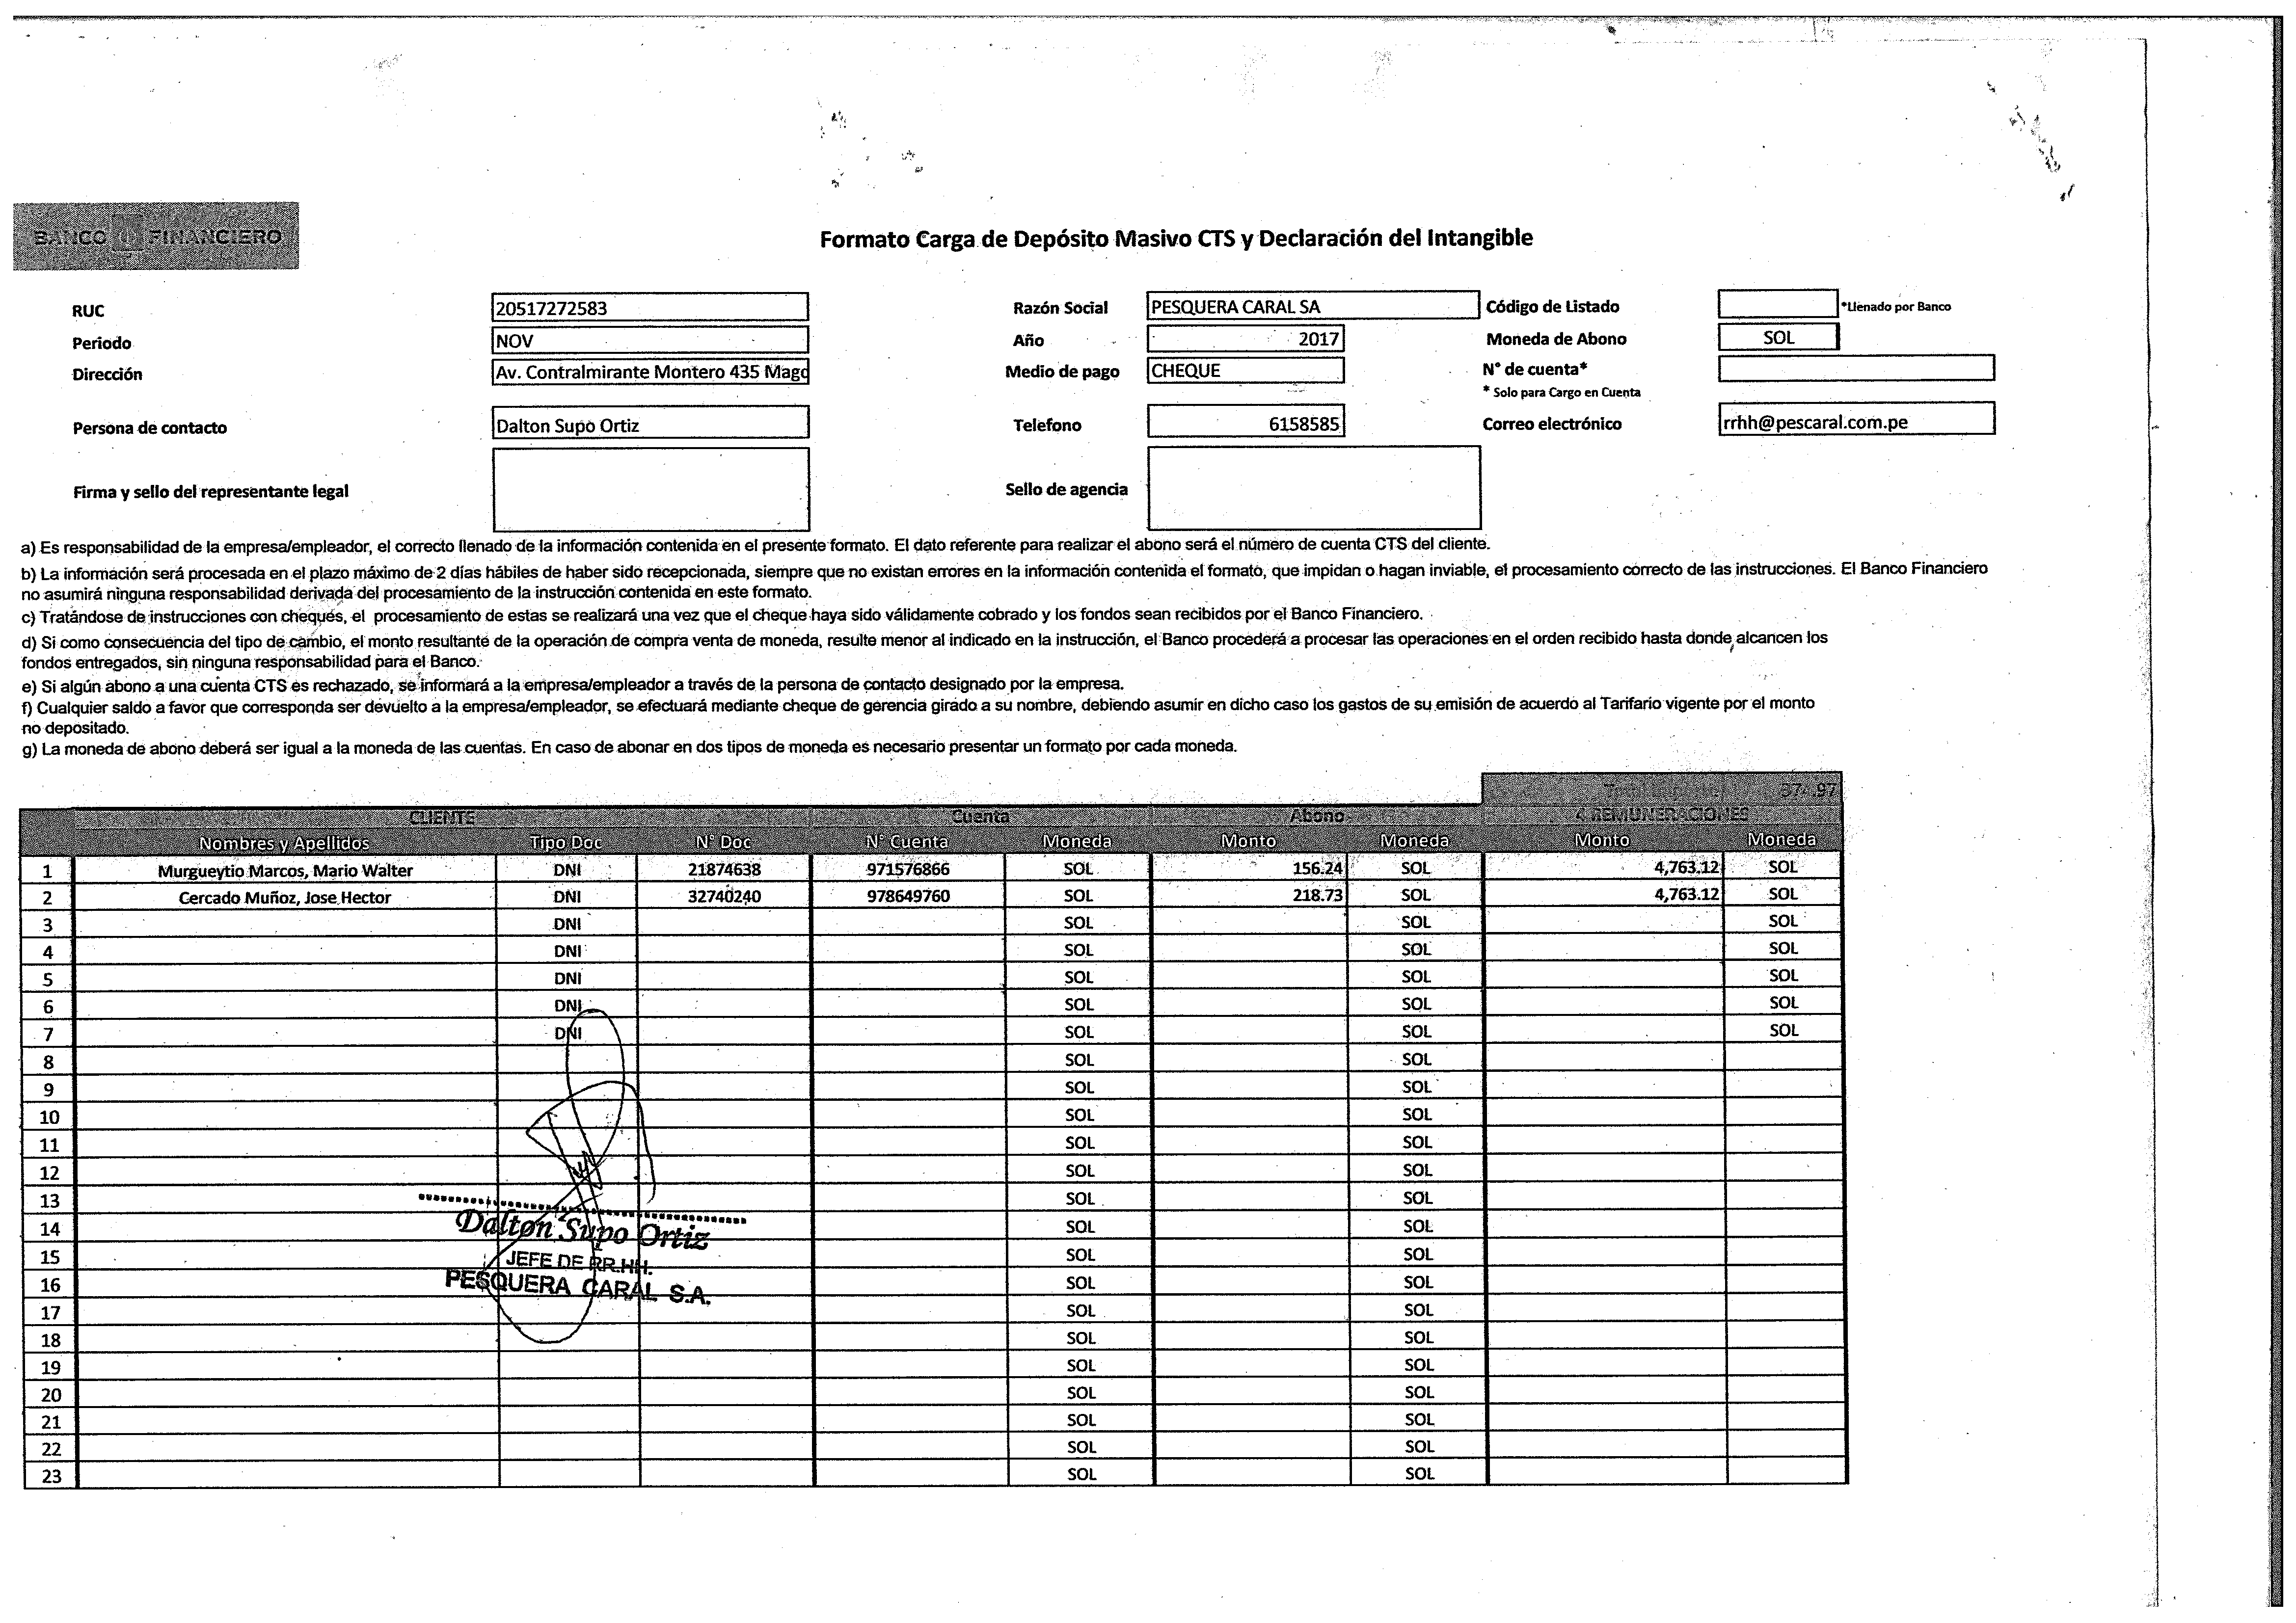 BANCO FINANCIERO
Formato Carga de Depósito Masivo CTS y Declaración del Intangible
RUC 20517272583 Razón Social PESQUERA CARAL SA Código de Listado *Llenado por Banco
Periodo NOV Año 2017 Moneda de Abono SOL
Dirección Av. Contralmirante Montero 435 Magd Medio de pago CHEQUE N° de cuenta*
* Solo para Cargo en Cuenta
Persona de contacto Dalton Supo Ortiz Telefono 6158585 Correo electrónico rrhh@pescaral.com.pe
Firma y sello del representante legal Sello de agencia
a) Es responsabilidad de la empresa/empleador, el correcto llenado de la información contenida en el presente formato. El dato referente para realizar el abono será el número de cuenta CTS del cliente.
b) La información será procesada en el plazo máximo de 2 días hábiles de haber sido recepcionada, siempre que no existan errores en la información contenida el formato, que impidan o hagan inviable, el procesamiento correcto de las instrucciones. El Banco Financiero
no asumirá ninguna responsabilidad derivada del procesamiento de la instrucción contenida en este formato.
c) Tratándose de instrucciones con cheques, el procesamiento de estas se realizará una vez que el cheque haya sido válidamente cobrado y los fondos sean recibidos por el Banco Financiero.
d) Si como consecuencia del tipo de cambio, el monto resultante de la operación de compra venta de moneda, resulte menor al indicado en la instrucción, el Banco procederá a procesar las operaciones en el orden recibido hasta donde alcancen los
fondos entregados, sin ninguna responsabilidad para el Banco.
e) Si algún abono a una cuenta CTS es rechazado, se informará a la empresa/empleador a través de la persona de contacto designado por la empresa.
f) Cualquier saldo a favor que corresponda ser devuelto a la empresa/empleador, se efectuará mediante cheque de gerencia girado a su nombre, debiendo asumir en dicho caso los gastos de su emisión de acuerdo al Tarifario vigente por el monto
no depositado.
g) La moneda de abono deberá ser igual a la moneda de las cuentas. En caso de abonar en dos tipos de moneda es necesario presentar un formato por cada moneda.
CLIENTE Cuenta Abono 4 REMUNERACIONES
Nombres y Apellidos Tipo Doc N° Doc N° Cuenta Moneda Monto Moneda Monto Moneda
1 Murgueytio Marcos, Mario Walter DNI 21874638 971576866 SOL 156.24 SOL 4,763.12 SOL
2 Cercado Muñoz, Jose Hector DNI 32740240 978649760 SOL 218.73 SOL 4,763.12 SOL
3 DNI SOL SOL SOL
4 DNI SOL SOL SOL
5 DNI SOL SOL SOL
6 DNI SOL SOL SOL
7 DNI SOL SOL SOL
8 SOL SOL
9 SOL SOL
10 SOL SOL
11 SOL SOL
12 SOL SOL
13 SOL SOL
14 SOL SOL
15 SOL SOL
16 SOL SOL
17 SOL SOL
18 SOL SOL
19 SOL SOL
20 SOL SOL
21 SOL SOL
22 SOL SOL
23 SOL SOL
Dalton Supo Ortiz
JEFE DE RR.HH.
PESQUERA CARAL S.A.